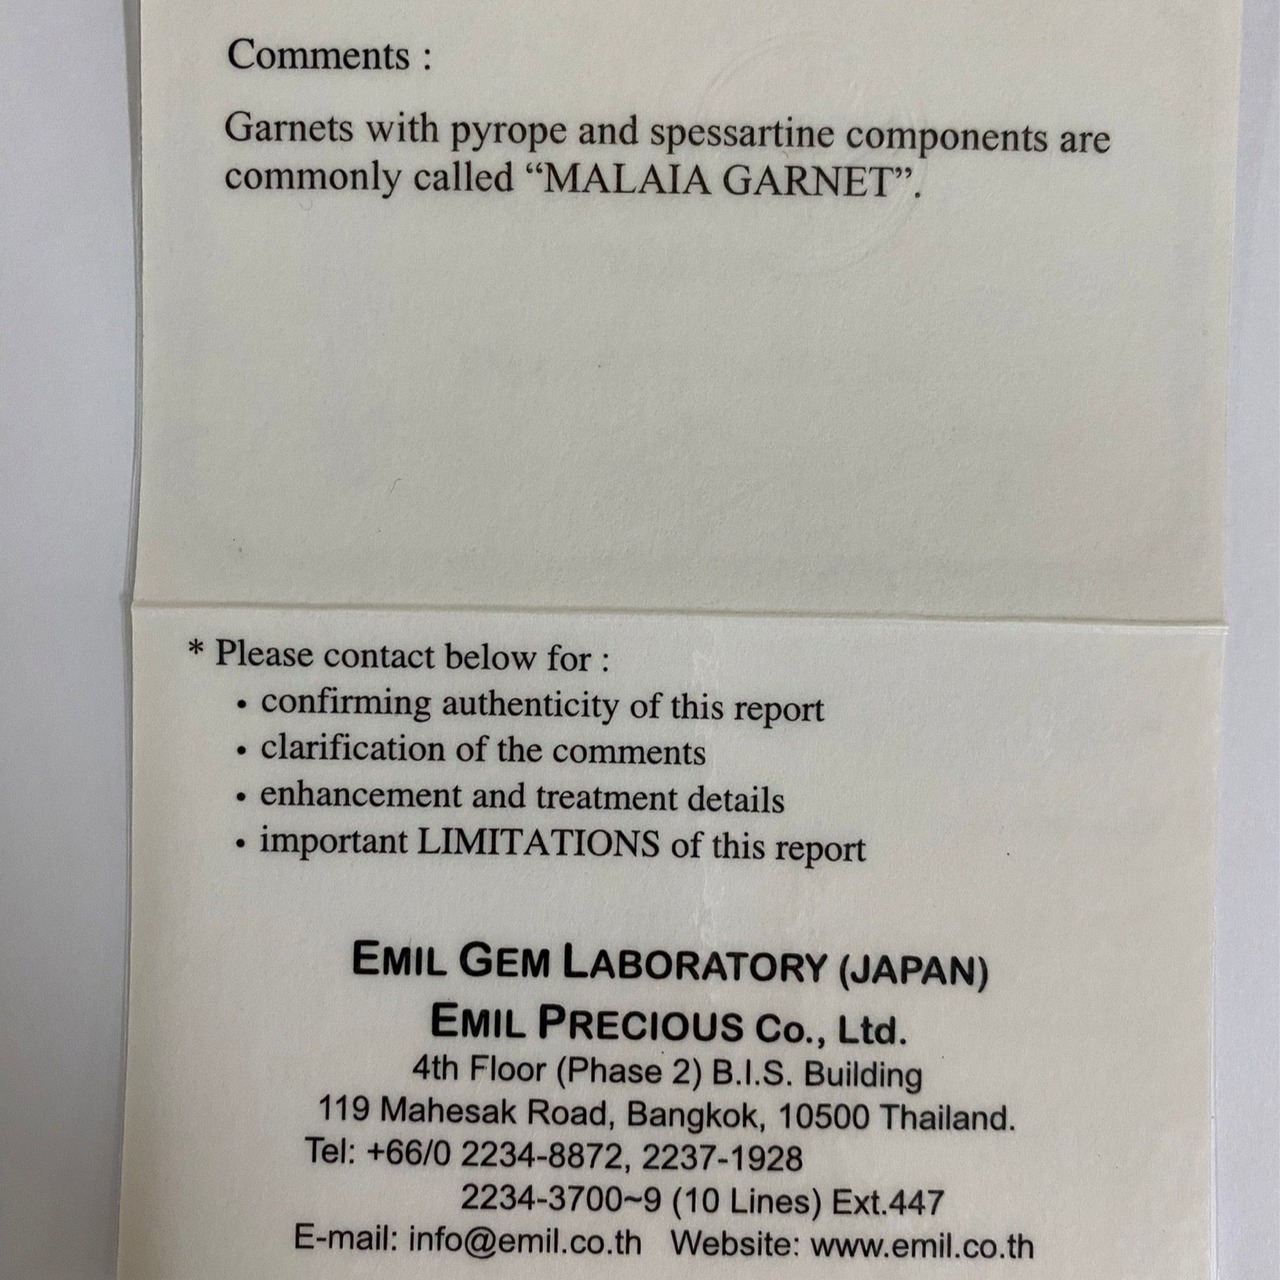 Comments :
Garnets with pyrope and spessartine components are
commonly called “MALAIA GARNET”.
* Please contact below for :
• confirming authenticity of this report
• clarification of the comments
• enhancement and treatment details
• important LIMITATIONS of this report
EMIL GEM LABORATORY (JAPAN)
EMIL PRECIOUS Co., Ltd.
4th Floor (Phase 2) B.I.S. Building
119 Mahesak Road, Bangkok, 10500 Thailand.
Tel: +66/0 2234-8872, 2237-1928
2234-3700~9 (10 Lines) Ext.447
E-mail: info@emil.co.th Website: www.emil.co.th